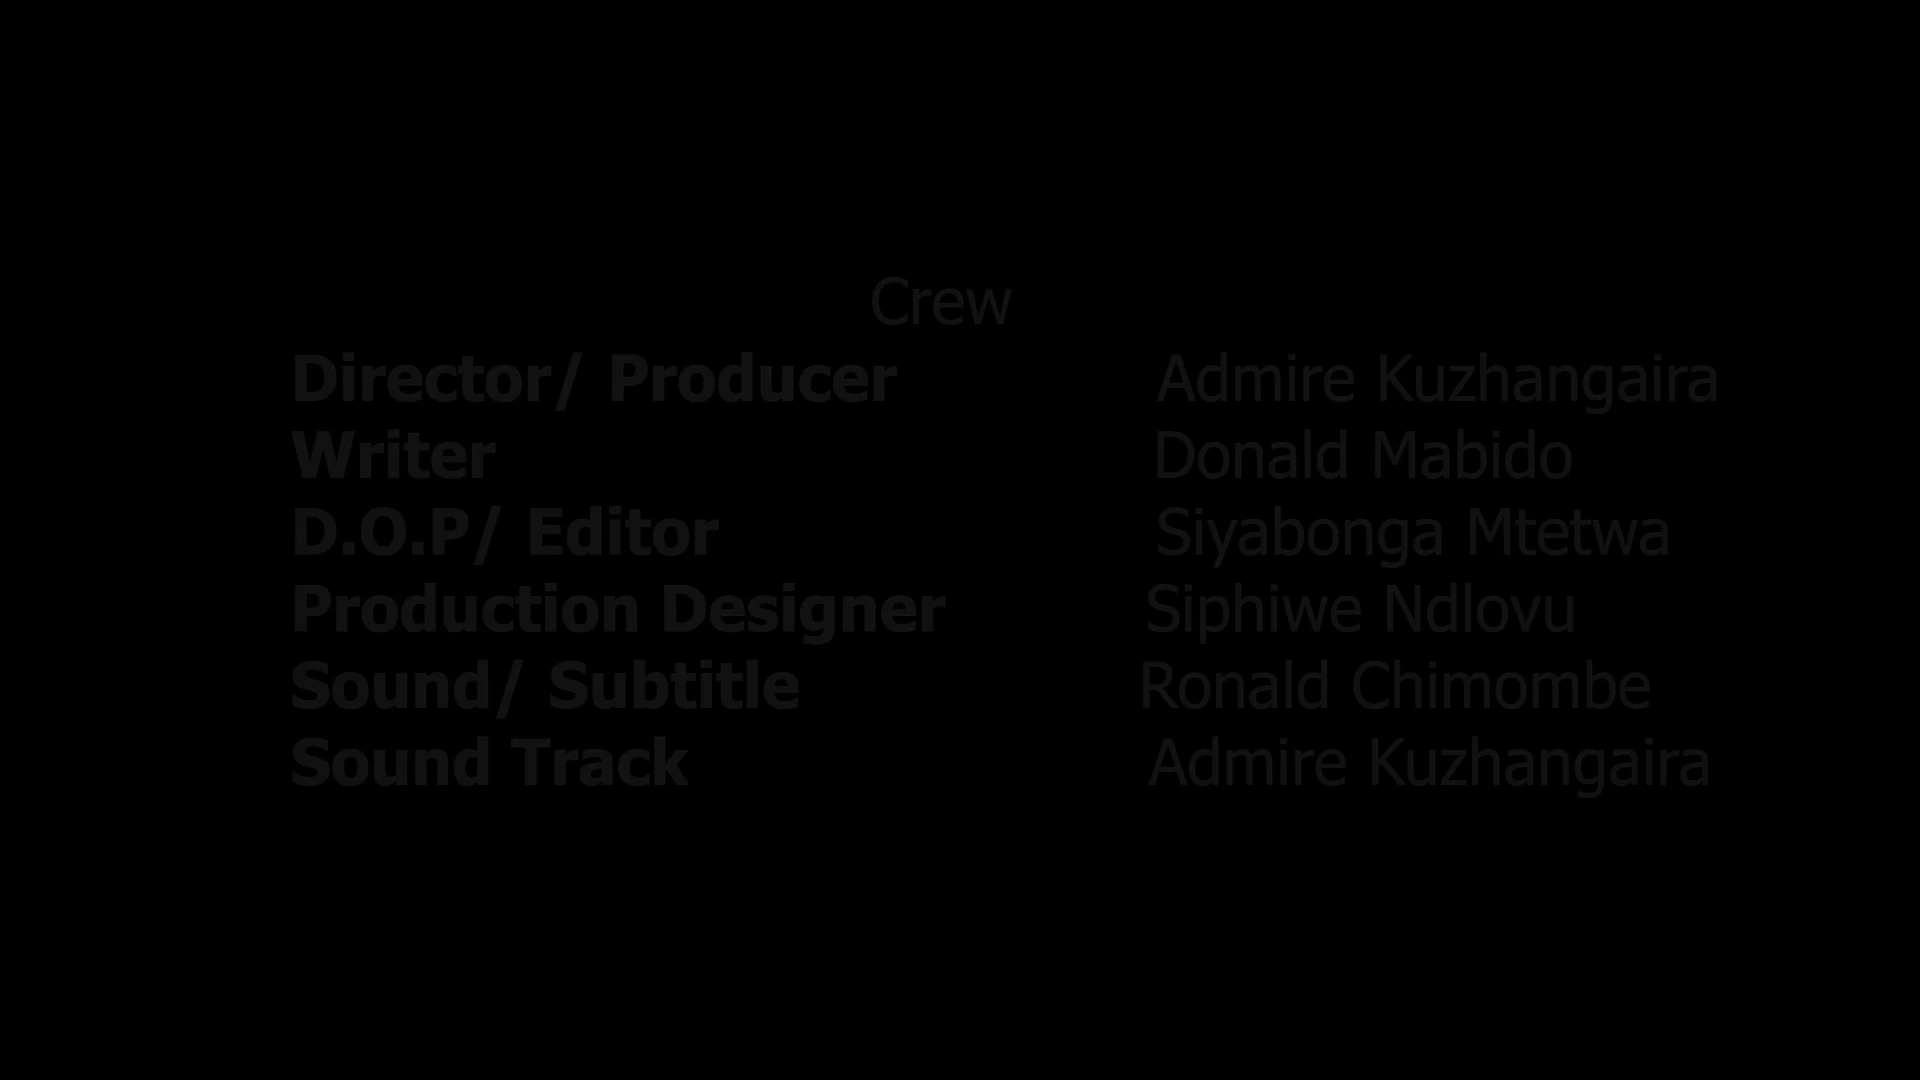 Crew
Director/ Producer Admire Kuzhangaira
Writer Donald Mabido
D.O.P/ Editor Siyabonga Mtetwa
Production Designer Siphiwe Ndlovu
Sound/ Subtitle Ronald Chimombe
Sound Track Admire Kuzhangaira